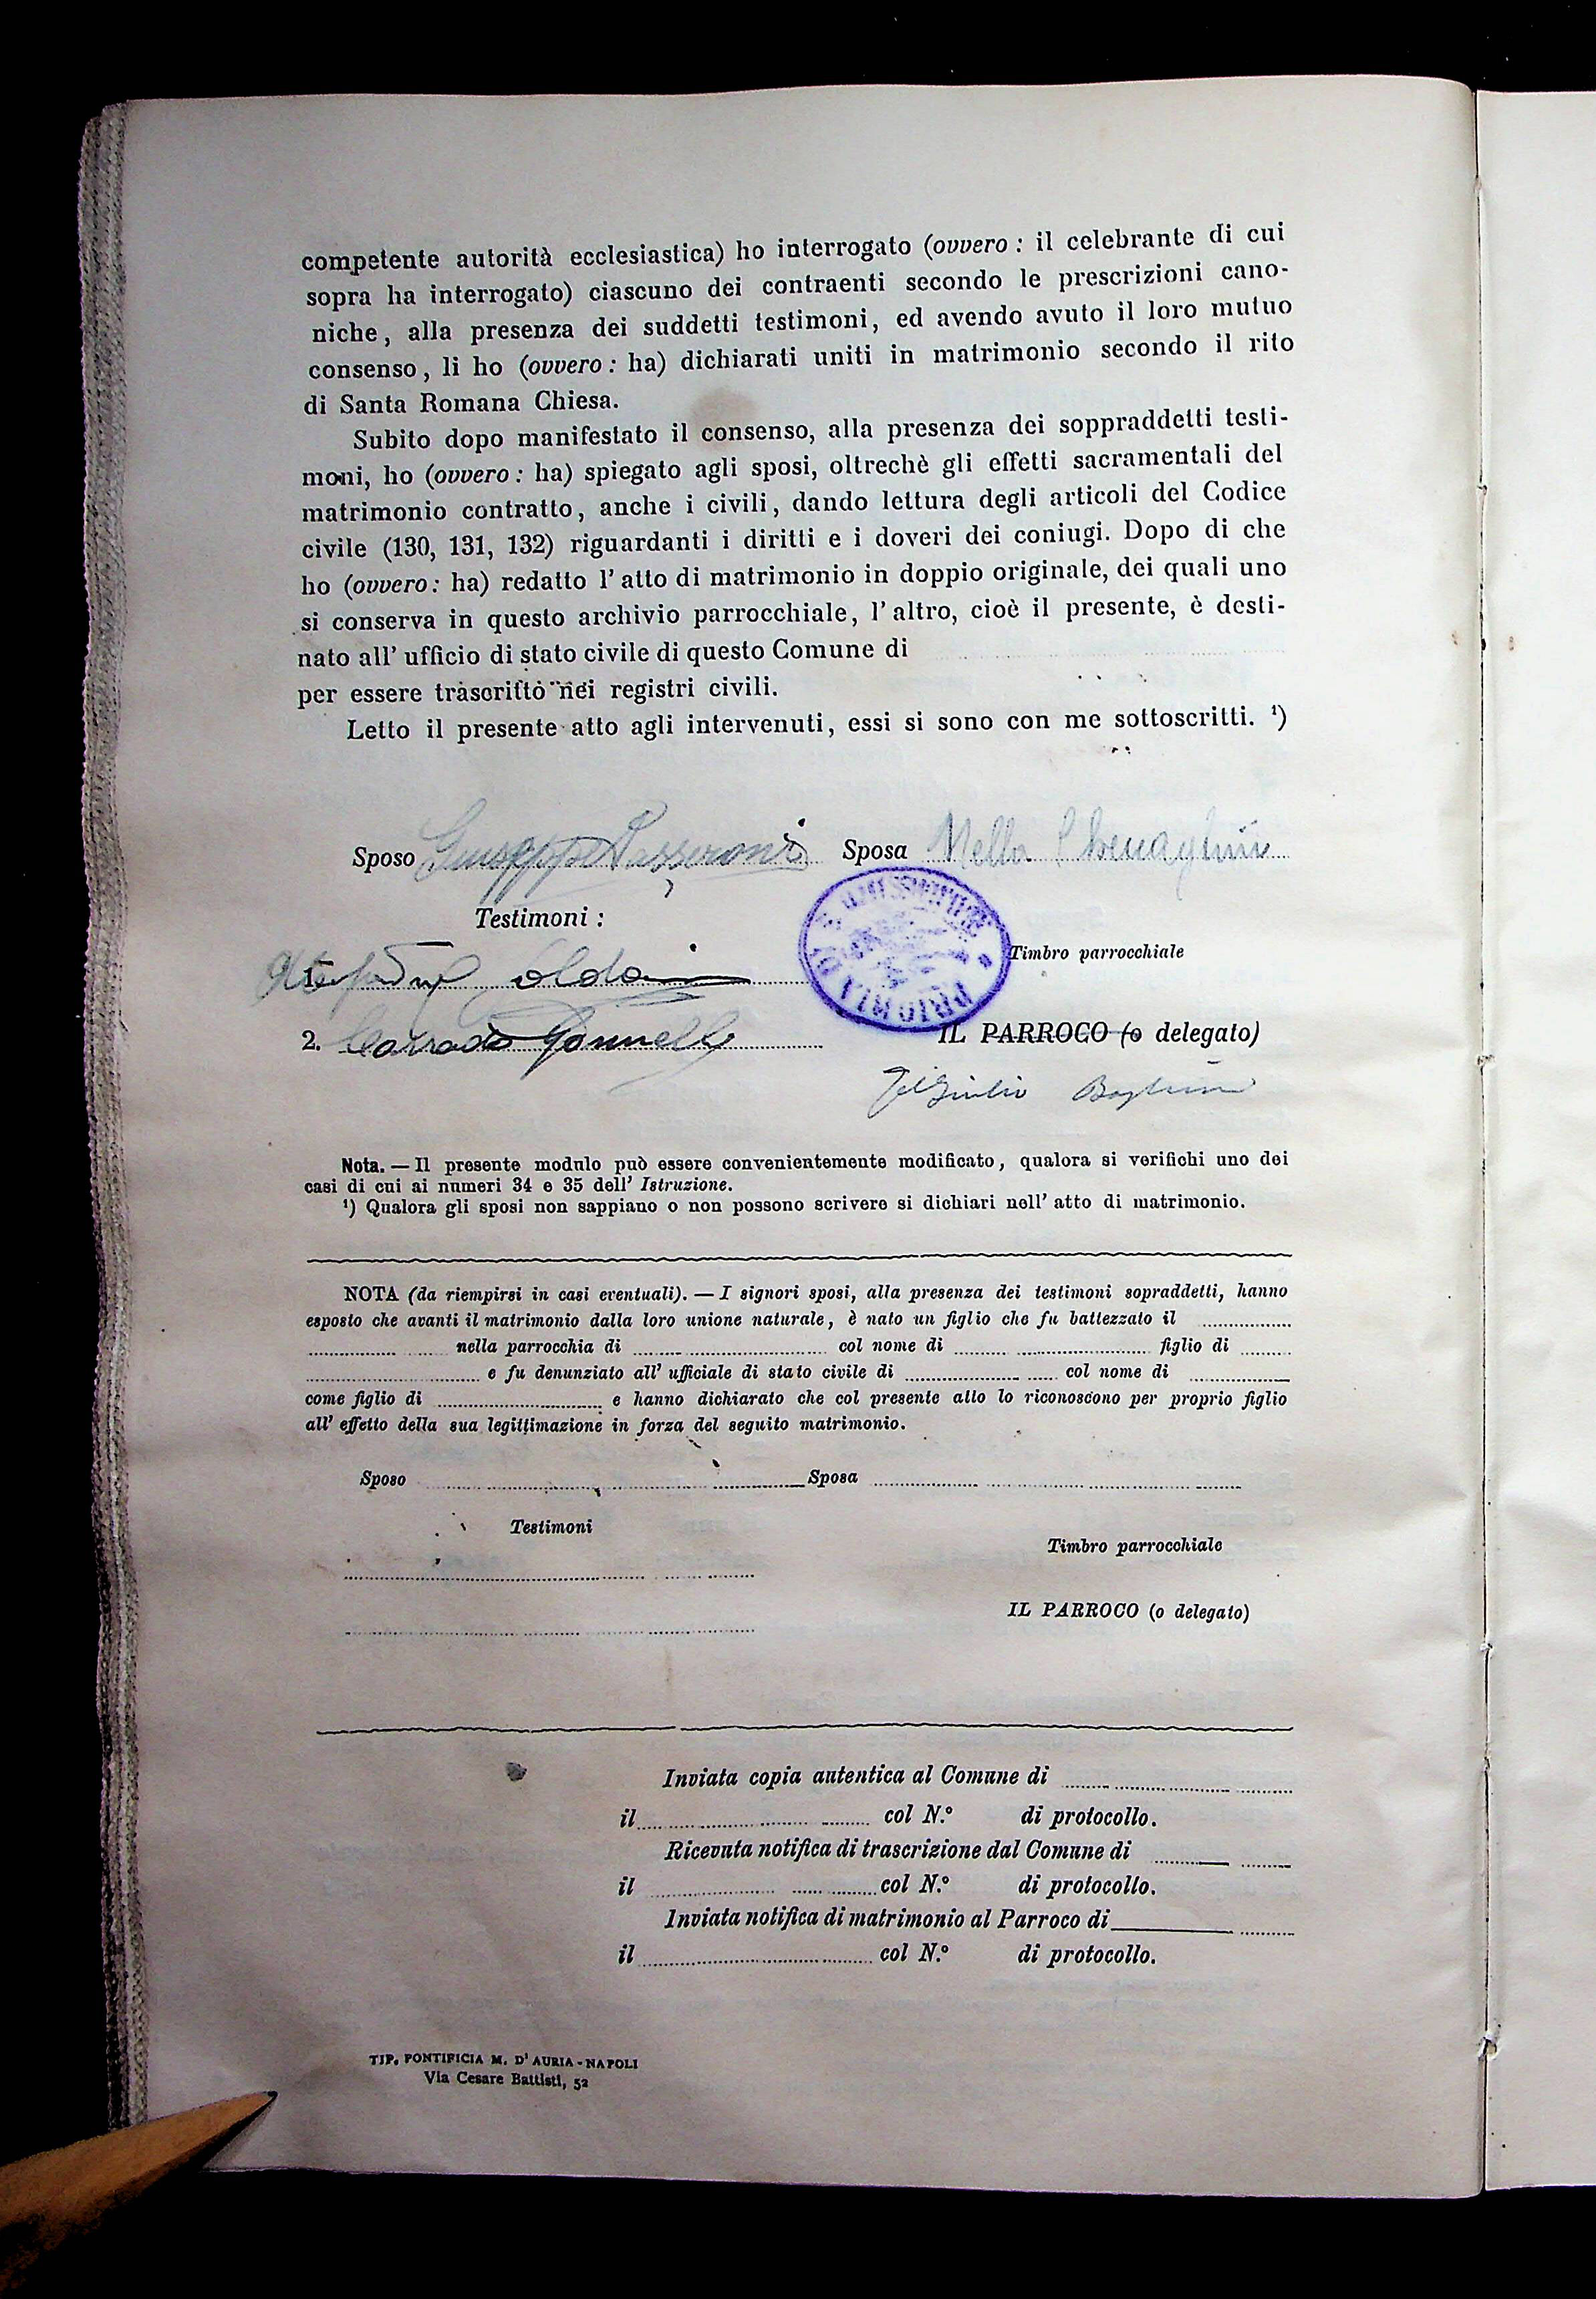 competente autorità ecclesiastica) ho interrogato (ovvero : il celebrante di cui
sopra ha interrogato) ciascuno dei contraenti secondo le prescrizioni cano-
niche, alla presenza dei suddetti testimoni, ed avendo avuto il loro mutuo
consenso, li ho (ovvero : ha) dichiarati uniti in matrimonio secondo il rito
di Santa Romana Chiesa.
Subito dopo manifestato il consenso, alla presenza dei soppraddetti testi-
moni, ho (ovvero : ha) spiegato agli sposi, oltrechè gli effetti sacramentali del
matrimonio contratto, anche i civili, dando lettura degli articoli del Codice
civile (130, 131, 132) riguardanti i diritti e i doveri dei coniugi. Dopo di che
ho (ovvero : ha) redatto l' atto di matrimonio in doppio originale, dei quali uno
si conserva in questo archivio parrocchiale, l' altro, cioè il presente, è desti-
nato all' ufficio di stato civile di questo Comune di
per essere trascritto nei registri civili.
Letto il presente atto agli intervenuti, essi si sono con me sottoscritti. ¹)
Sposo Giuseppe Sposa Nella
Testimoni :
PRIORIA DI
Timbro parrocchiale
1.
2. Corrado
IL PARROCO (o delegato)
Giulio
Nota. — Il presente modulo può essere convenientemente modificato, qualora si verifichi uno dei
casi di cui ai numeri 34 e 35 dell' Istruzione.
¹) Qualora gli sposi non sappiano o non possono scrivere si dichiari nell' atto di matrimonio.
NOTA (da riempirsi in casi eventuali). — I signori sposi, alla presenza dei testimoni sopraddetti, hanno
esposto che avanti il matrimonio dalla loro unione naturale, è nato un figlio che fu battezzato il
nella parrocchia di col nome di figlio di
e fu denunziato all' ufficiale di stato civile di col nome di
come figlio di e hanno dichiarato che col presente atto lo riconoscono per proprio figlio
all' effetto della sua legittimazione in forza del seguito matrimonio.
Sposo Sposa
Testimoni
Timbro parrocchiale
IL PARROCO (o delegato)
Inviata copia autentica al Comune di
il col N.º di protocollo.
Ricevuta notifica di trascrizione dal Comune di
il col N.º di protocollo.
Inviata notifica di matrimonio al Parroco di
il col N.º di protocollo.
TIP. PONTIFICIA M. D' AURIA - NAPOLI
Via Cesare Battisti, 52